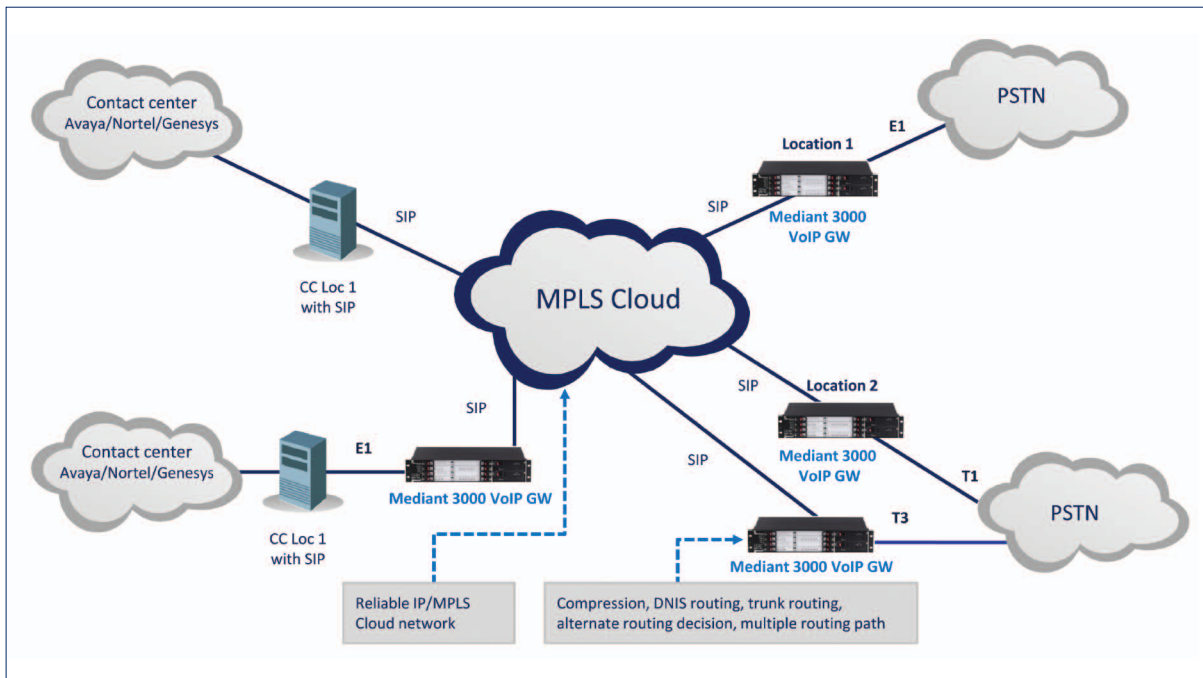 Contact center
Avaya/Nortel/Genesys
SIP
CC Loc 1
with SIP
PSTN
E1
Location 1
SIP
Mediant 3000
VoIP GW
MPLS Cloud
SIP
Location 2
Mediant 3000
VoIP GW
T1
SIP
Contact center
Avaya/Nortel/Genesys
E1
SIP
Mediant 3000 VoIP GW
CC Loc 1
with SIP
T3
PSTN
Mediant 3000 VoIP GW
Reliable IP/MPLS
Cloud network
Compression, DNIS routing, trunk routing,
alternate routing decision, multiple routing path